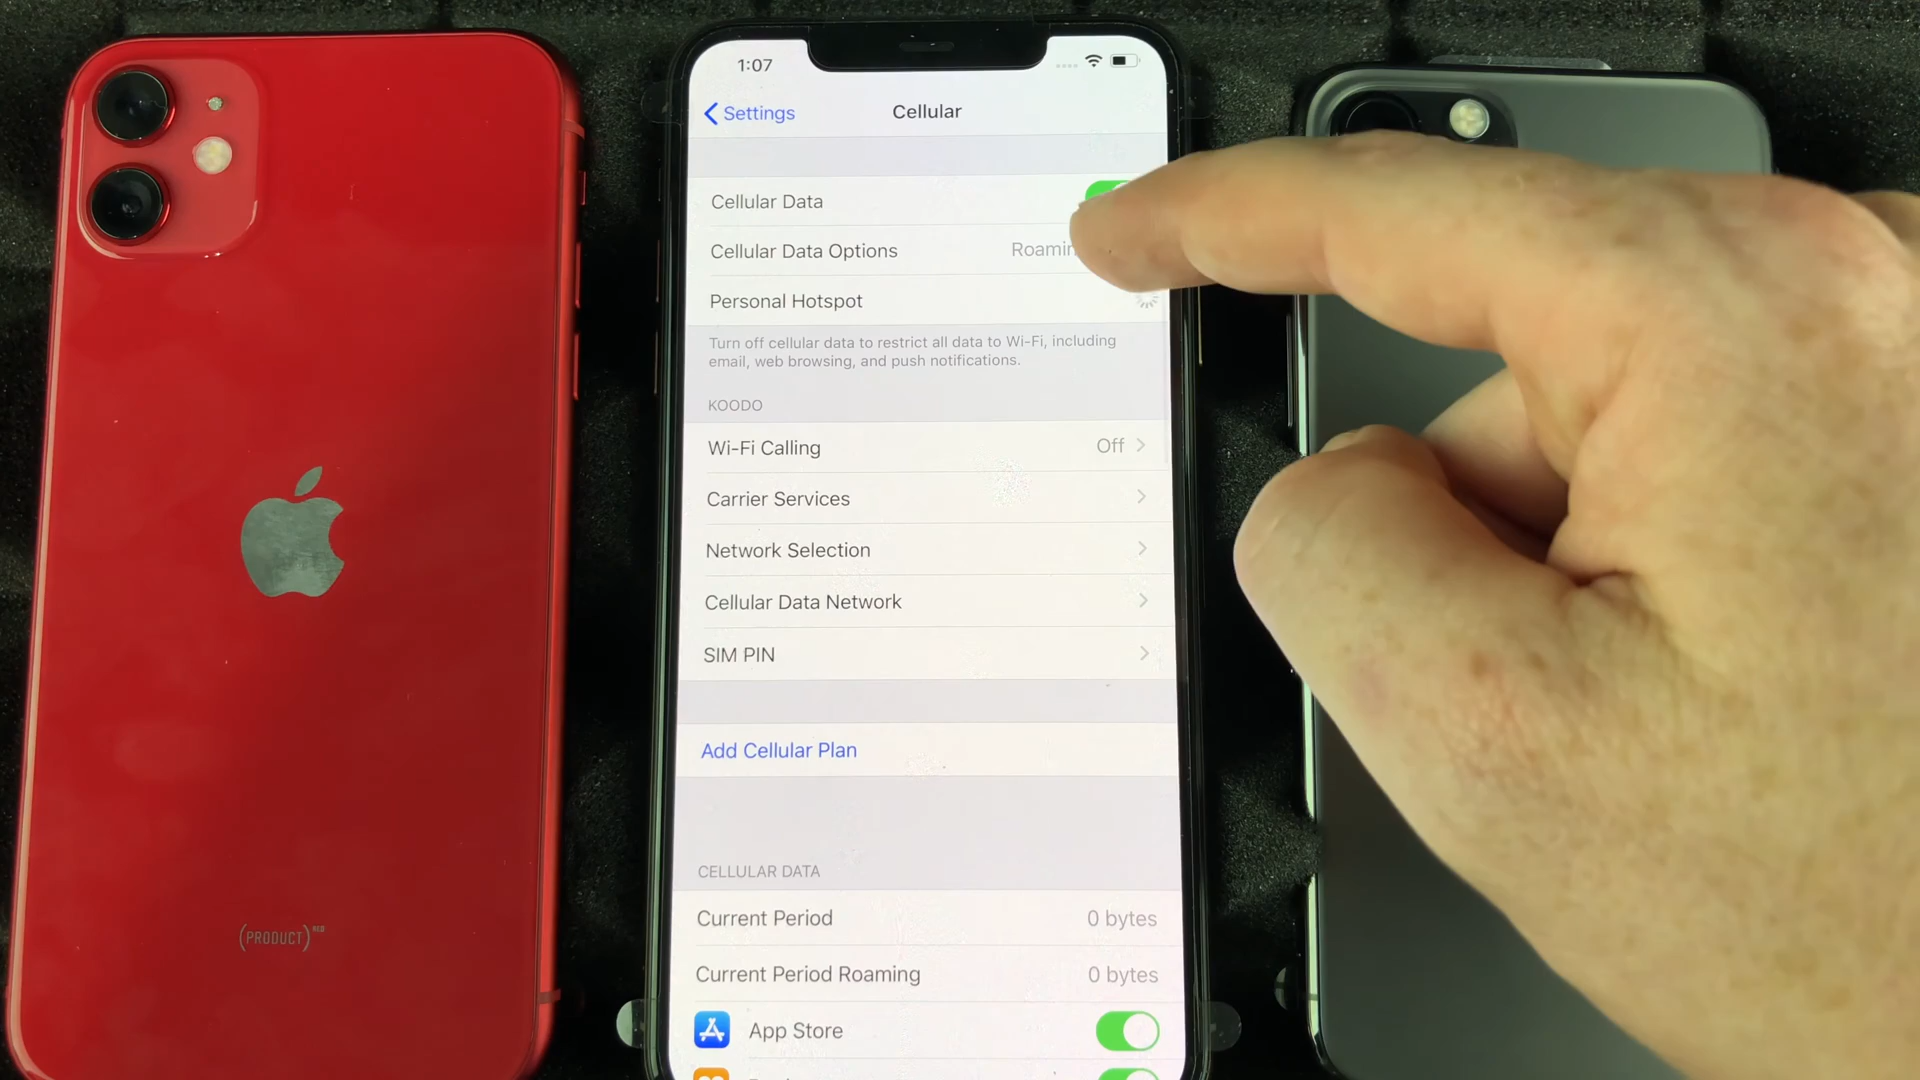 1:07
Settings
Cellular
Cellular Data
Cellular Data Options
Personal Hotspot
Turn off cellular data to restrict all data to Wi-Fi, including
email, web browsing, and push notifications.
KOODO
Wi-Fi Calling Off
Carrier Services
Network Selection
Cellular Data Network
SIM PIN
Add Cellular Plan
CELLULAR DATA
Current Period 0 bytes
Current Period Roaming 0 bytes
App Store
(PRODUCT)RED